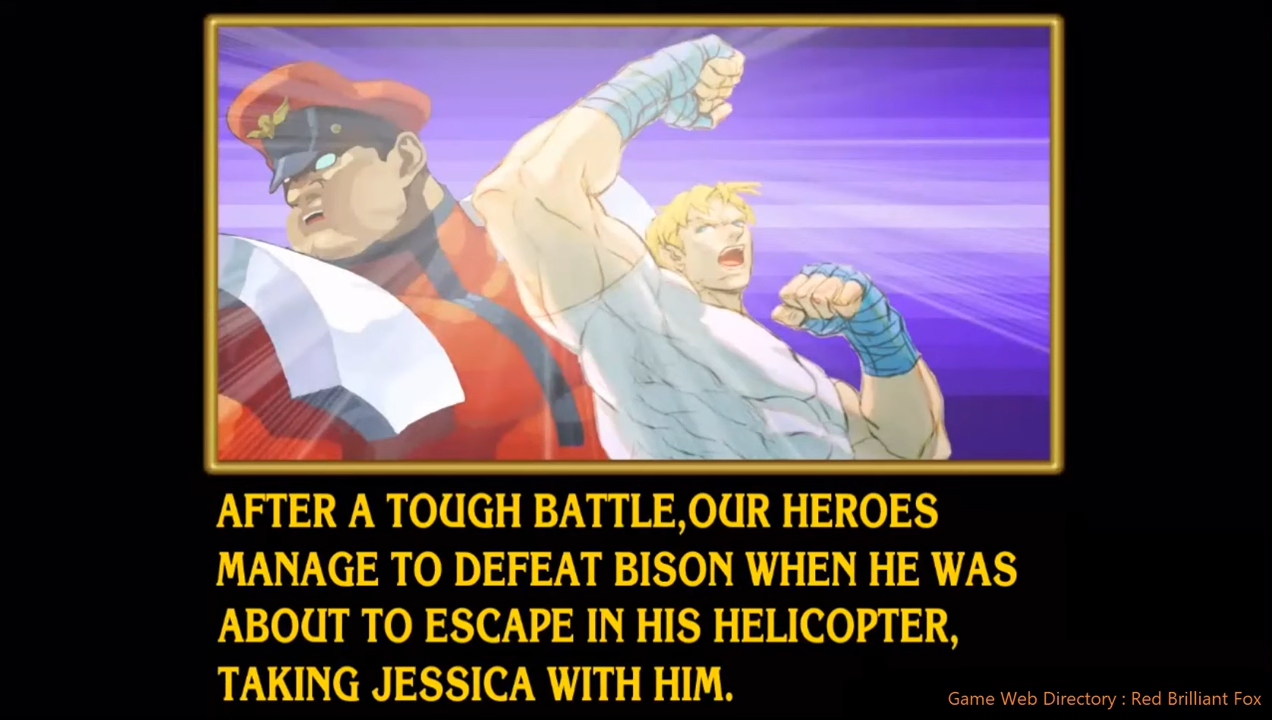 AFTER A TOUGH BATTLE,OUR HEROES
MANAGE TO DEFEAT BISON WHEN HE WAS
ABOUT TO ESCAPE IN HIS HELICOPTER,
TAKING JESSICA WITH HIM.
Game Web Directory : Red Brilliant Fox